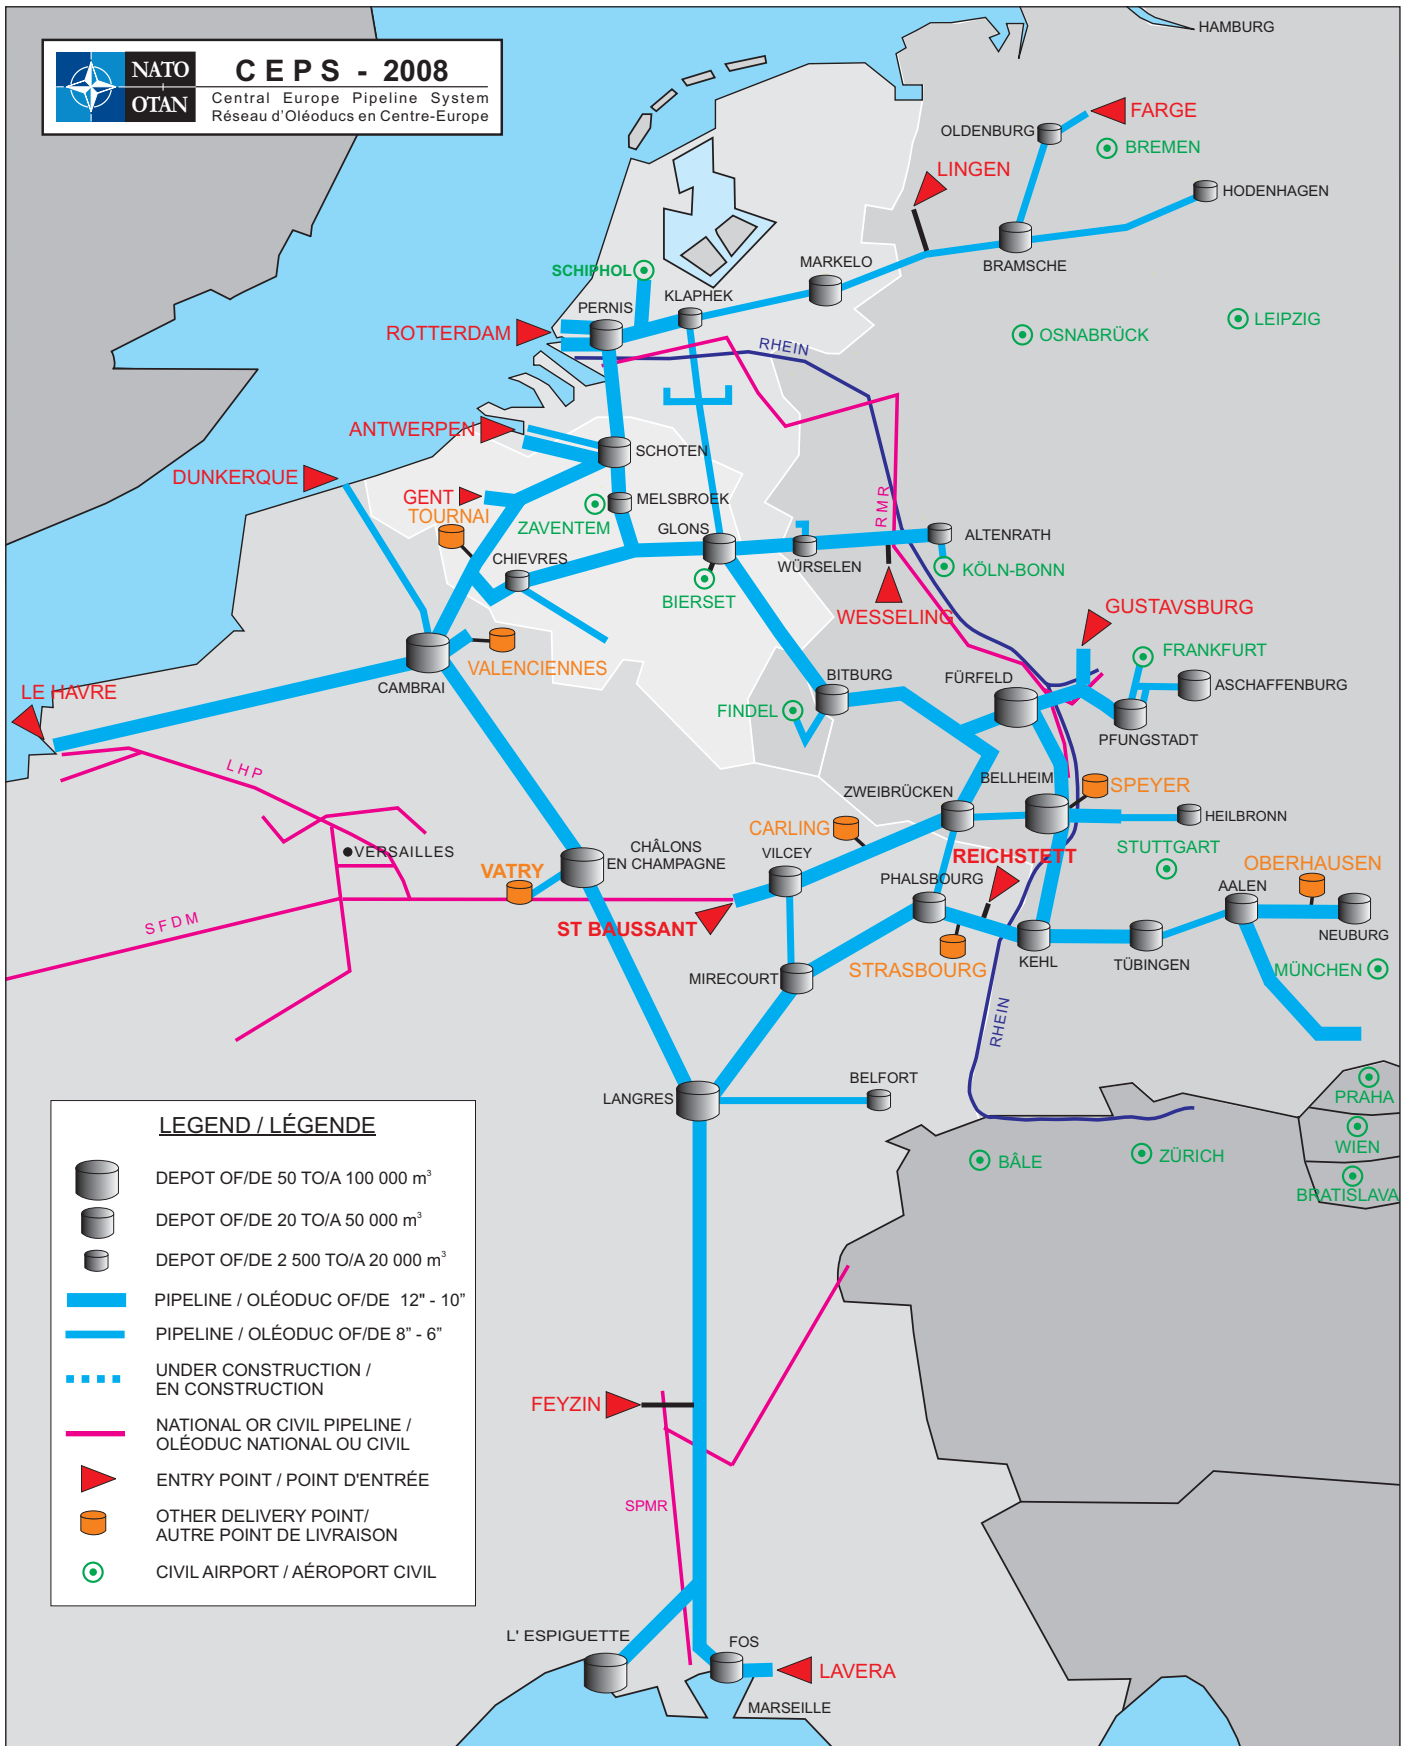 NATO
OTAN
CEPS - 2008
Central Europe Pipeline System
Réseau d'Oléoducs en Centre-Europe
HAMBURG
FARGE
OLDENBURG
BREMEN
LINGEN
HODENHAGEN
BRAMSCHE
MARKELO
SCHIPHOL
KLAPHEK
PERNIS
ROTTERDAM
LEIPZIG
OSNABRÜCK
RHEIN
ANTWERPEN
SCHOTEN
DUNKERQUE
GENT
MELSBROEK
TOURNAI
ZAVENTEM
GLONS
RMR
ALTENRATH
CHIEVRES
WÜRSELEN
KÖLN-BONN
BIERSET
WESSELING
GUSTAVSBURG
VALENCIENNES
FRANKFURT
CAMBRAI
BITBURG
FÜRFELD
ASCHAFFENBURG
LE HAVRE
FINDEL
PFUNGSTADT
LHP
BELLHEIM
SPEYER
ZWEIBRÜCKEN
HEILBRONN
CARLING
CHÂLONS
EN CHAMPAGNE
VERSAILLES
VILCEY
REICHSTETT
STUTTGART
OBERHAUSEN
VATRY
PHALSBOURG
AALEN
SFDM
ST BAUSSANT
NEUBURG
KEHL
TÜBINGEN
STRASBOURG
MÜNCHEN
MIRECOURT
RHEIN
BELFORT
LANGRES
PRAHA
WIEN
BÂLE
ZÜRICH
BRATISLAVA
LEGEND / LÉGENDE
DEPOT OF/DE 50 TO/A 100 000 m³
DEPOT OF/DE 20 TO/A 50 000 m³
DEPOT OF/DE 2 500 TO/A 20 000 m³
PIPELINE / OLÉODUC OF/DE 12" - 10"
PIPELINE / OLÉODUC OF/DE 8" - 6"
UNDER CONSTRUCTION /
EN CONSTRUCTION
NATIONAL OR CIVIL PIPELINE /
OLÉODUC NATIONAL OU CIVIL
ENTRY POINT / POINT D'ENTRÉE
OTHER DELIVERY POINT/
AUTRE POINT DE LIVRAISON
CIVIL AIRPORT / AÉROPORT CIVIL
FEYZIN
SPMR
L' ESPIGUETTE
FOS
LAVERA
MARSEILLE